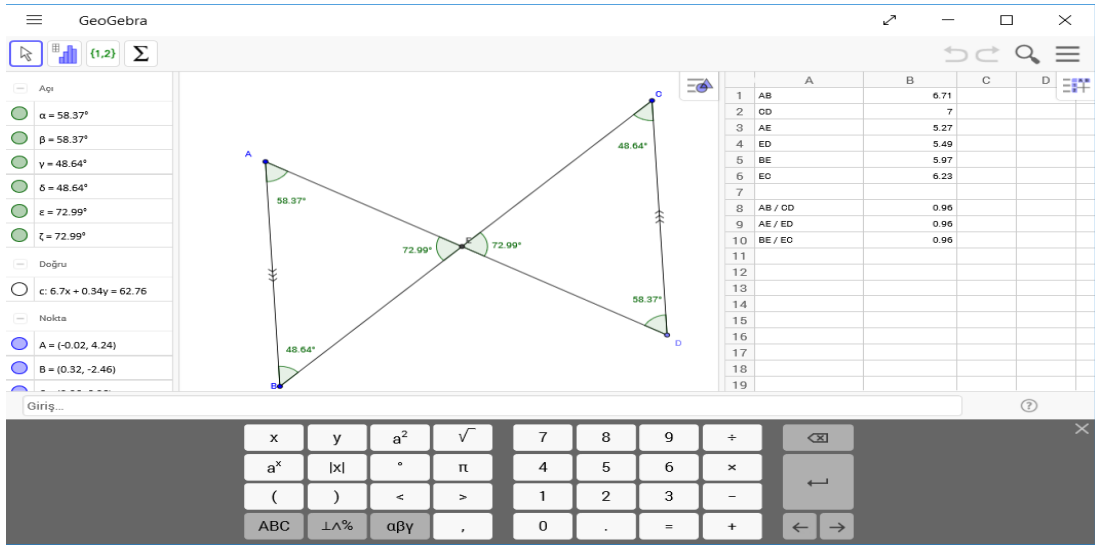 GeoGebra
{1,2} Σ
Açı
α = 58.37°
β = 58.37°
γ = 48.64°
δ = 48.64°
ε = 72.99°
ζ = 72.99°
Doğru
c: 6.7x + 0.34y = 62.76
Nokta
A = (-0.02, 4.24)
B = (0.32, -2.46)
C
48.64°
A
58.37°
E
72.99°
72.99°
58.37°
D
48.64°
B
A B C D
1 AB 6.71
2 CD 7
3 AE 5.27
4 ED 5.49
5 BE 5.97
6 EC 6.23
7
8 AB / CD 0.96
9 AE / ED 0.96
10 BE / EC 0.96
11
12
13
14
15
16
17
18
19
Giriş...
?
x y a² √ 7 8 9 ÷
aˣ |x| ° π 4 5 6 ×
( ) < > 1 2 3 −
ABC ⊥∧% αβγ , 0 . = +